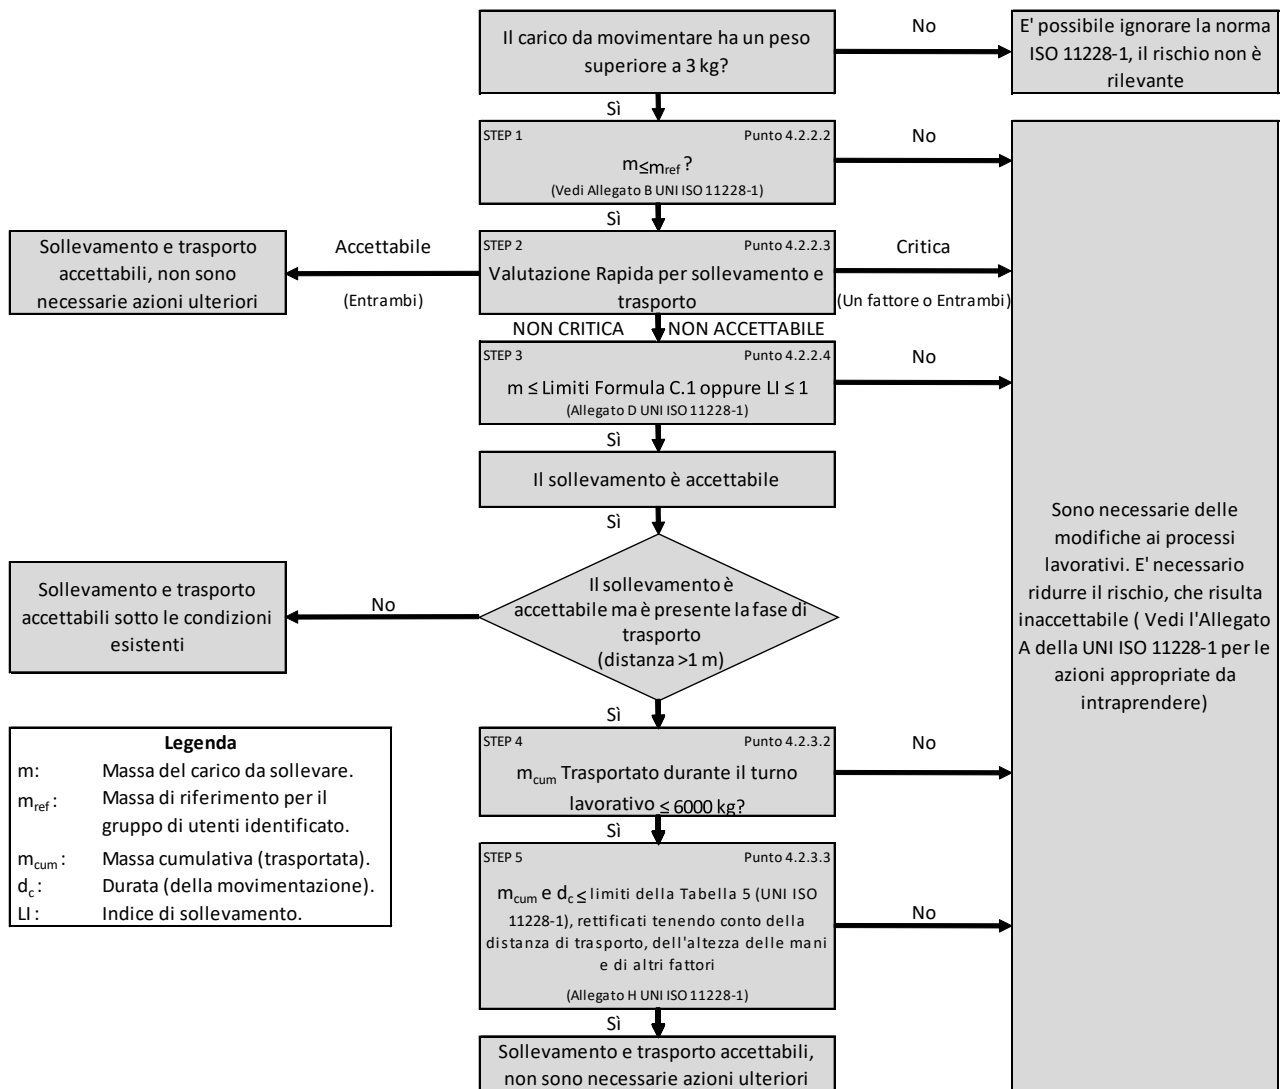 Il carico da movimentare ha un peso
superiore a 3 kg?
No
E' possibile ignorare la norma
ISO 11228-1, il rischio non è
rilevante
Sì
STEP 1
Punto 4.2.2.2
m≤mref ?
(Vedi Allegato B UNI ISO 11228-1)
No
Sì
STEP 2
Punto 4.2.2.3
Valutazione Rapida per sollevamento e
trasporto
Accettabile
(Entrambi)
Sollevamento e trasporto
accettabili, non sono
necessarie azioni ulteriori
Critica
(Un fattore o Entrambi)
NON CRITICA
NON ACCETTABILE
STEP 3
Punto 4.2.2.4
m ≤ Limiti Formula C.1 oppure LI ≤ 1
(Allegato D UNI ISO 11228-1)
No
Sì
Il sollevamento è accettabile
Sì
Il sollevamento è
accettabile ma è presente la fase di
trasporto
(distanza >1 m)
No
Sollevamento e trasporto
accettabili sotto le condizioni
esistenti
Sono necessarie delle
modifiche ai processi
lavorativi. E' necessario
ridurre il rischio, che risulta
inaccettabile ( Vedi l'Allegato
A della UNI ISO 11228-1 per le
azioni appropriate da
intraprendere)
Sì
STEP 4
Punto 4.2.3.2
mcum Trasportato durante il turno
lavorativo ≤ 6000 kg?
No
Sì
STEP 5
Punto 4.2.3.3
mcum e dc ≤ limiti della Tabella 5 (UNI ISO
11228-1), rettificati tenendo conto della
distanza di trasporto, dell'altezza delle mani
e di altri fattori
(Allegato H UNI ISO 11228-1)
No
Sì
Sollevamento e trasporto accettabili,
non sono necessarie azioni ulteriori
Legenda
m: Massa del carico da sollevare.
mref : Massa di riferimento per il
gruppo di utenti identificato.
mcum : Massa cumulativa (trasportata).
dc : Durata (della movimentazione).
LI : Indice di sollevamento.